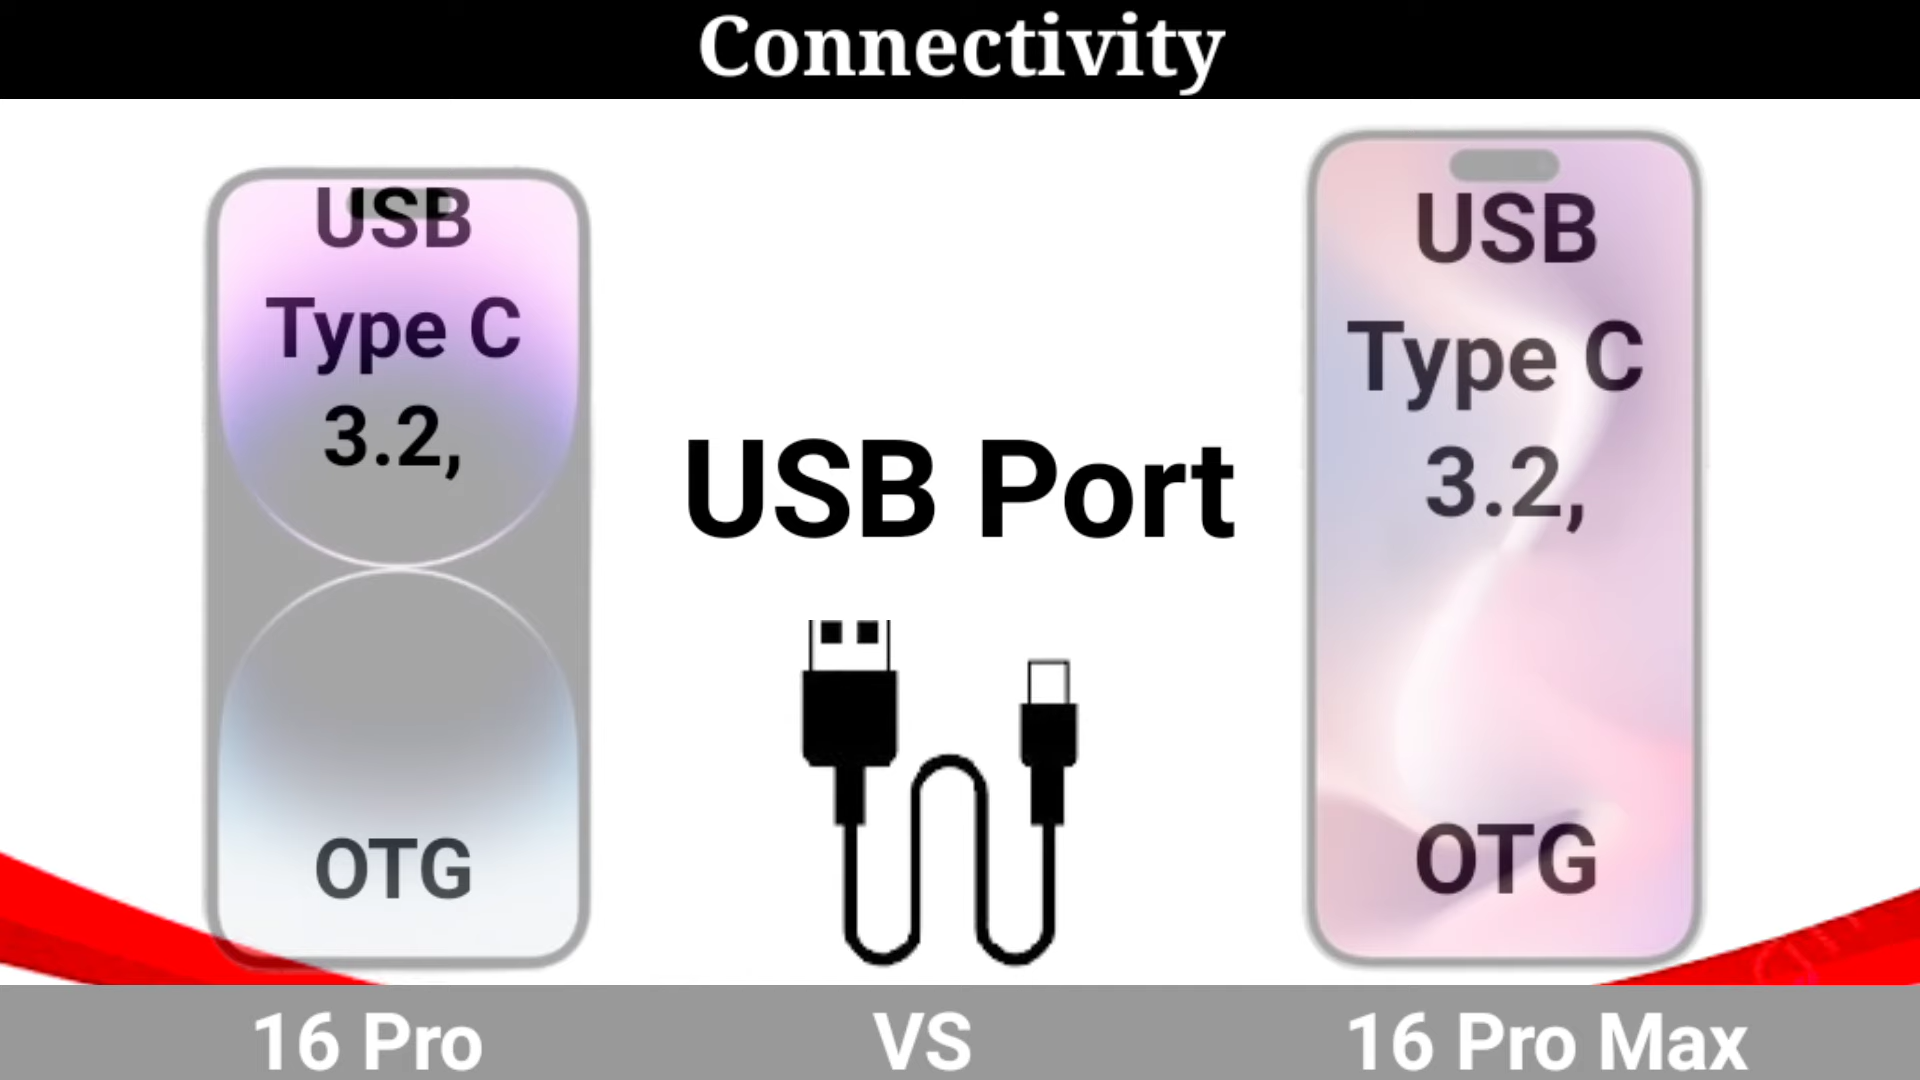 Connectivity
USB
Type C
3.2,
OTG
USB Port
USB
Type C
3.2,
OTG
16 Pro
VS
16 Pro Max